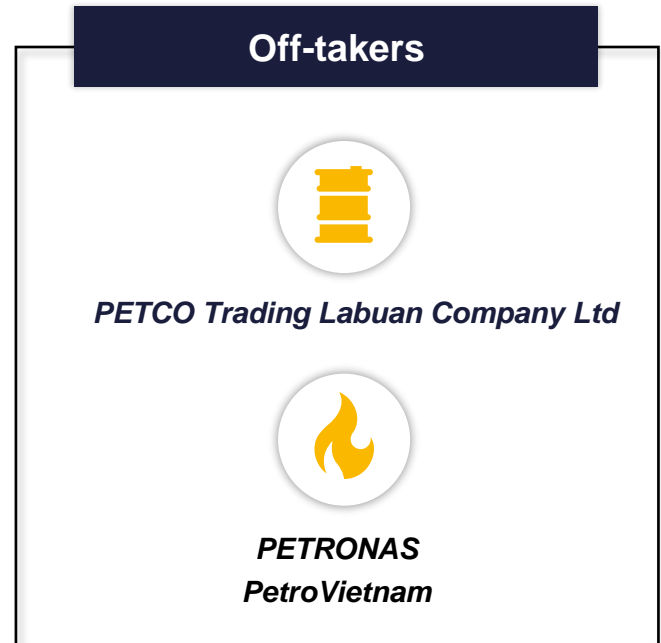 Off-takers
PETCO Trading Labuan Company Ltd
PETRONAS
PetroVietnam